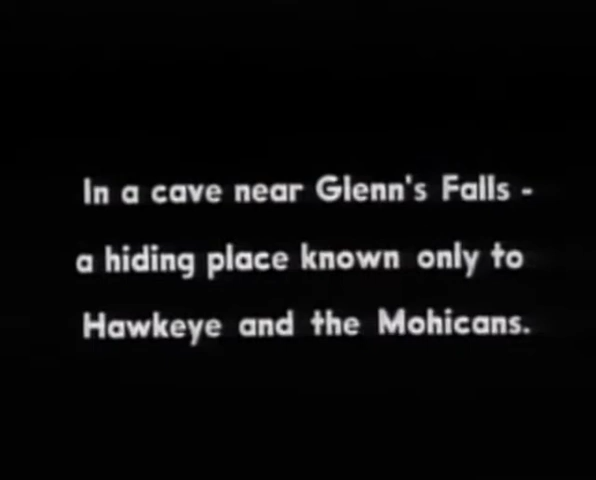 In a cave near Glenn's Falls -
a hiding place known only to
Hawkeye and the Mohicans.